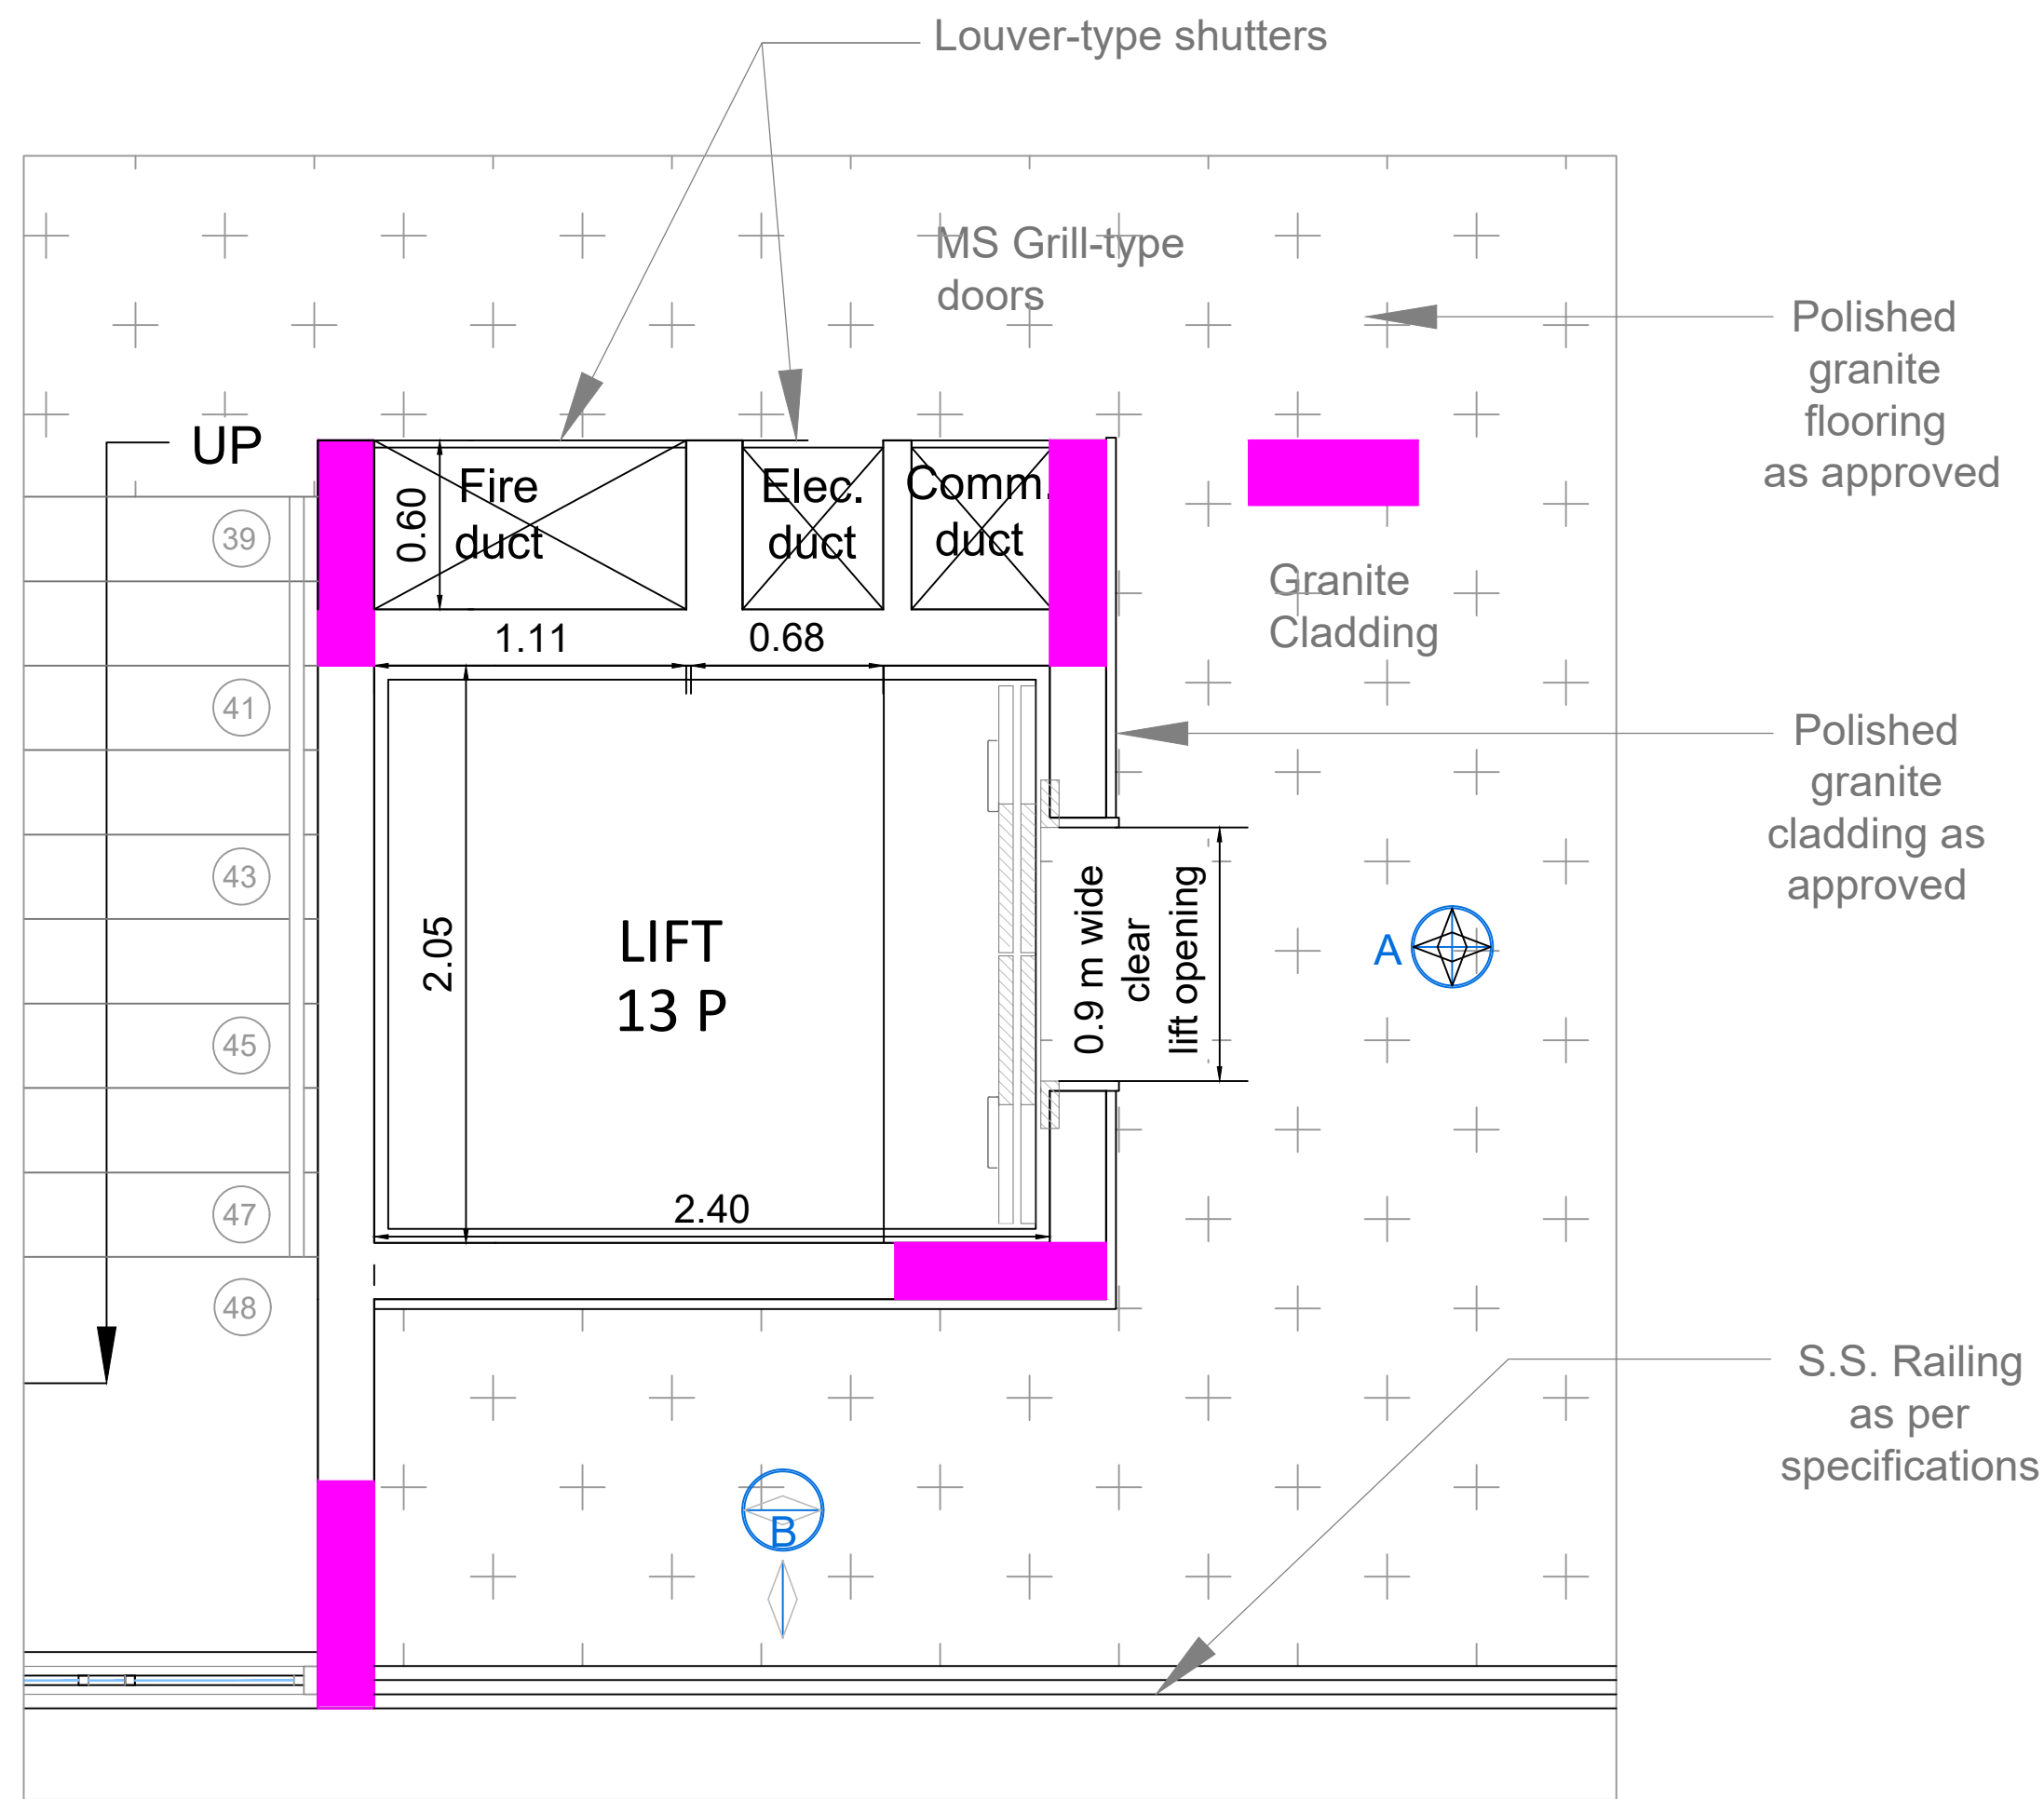 Louver-type shutters
MS Grill-type
doors
Polished
granite
flooring
as approved
UP
Fire
duct
Elec.
duct
Comm.
duct
0.60
1.11
0.68
Granite
Cladding
39
41
43
45
47
48
Polished
granite
cladding as
approved
2.05
LIFT
13 P
2.40
0.9 m wide
clear
lift opening
A
S.S. Railing
as per
specifications
B